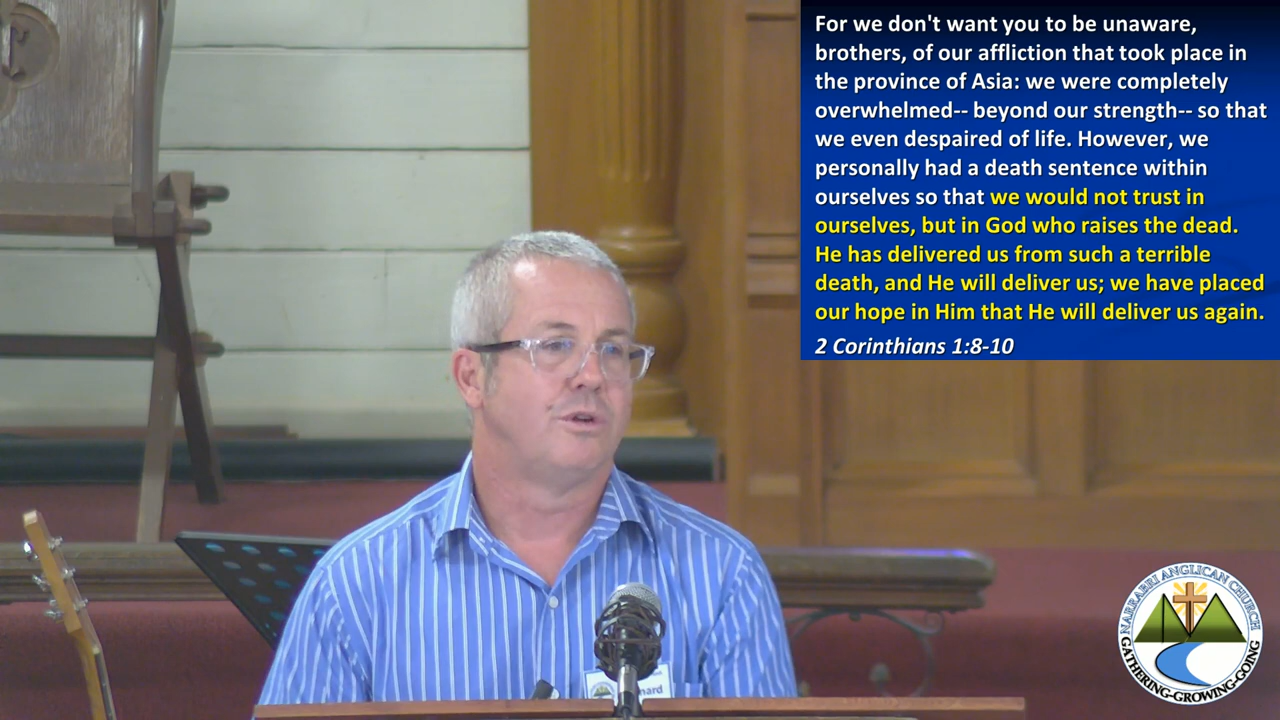 For we don't want you to be unaware,
brothers, of our affliction that took place in
the province of Asia: we were completely
overwhelmed-- beyond our strength-- so that
we even despaired of life. However, we
personally had a death sentence within
ourselves so that we would not trust in
ourselves, but in God who raises the dead.
He has delivered us from such a terrible
death, and He will deliver us; we have placed
our hope in Him that He will deliver us again.
2 Corinthians 1:8-10
NARRABRI ANGLICAN CHURCH
GATHERING-GROWING-GOING